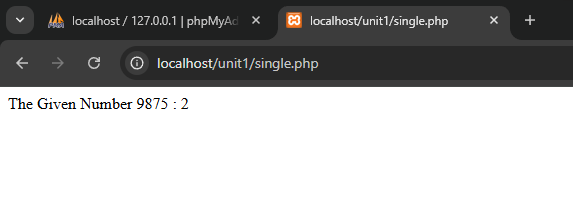 localhost / 127.0.0.1 | phpMyAd
localhost/unit1/single.php
localhost/unit1/single.php
The Given Number 9875 : 2